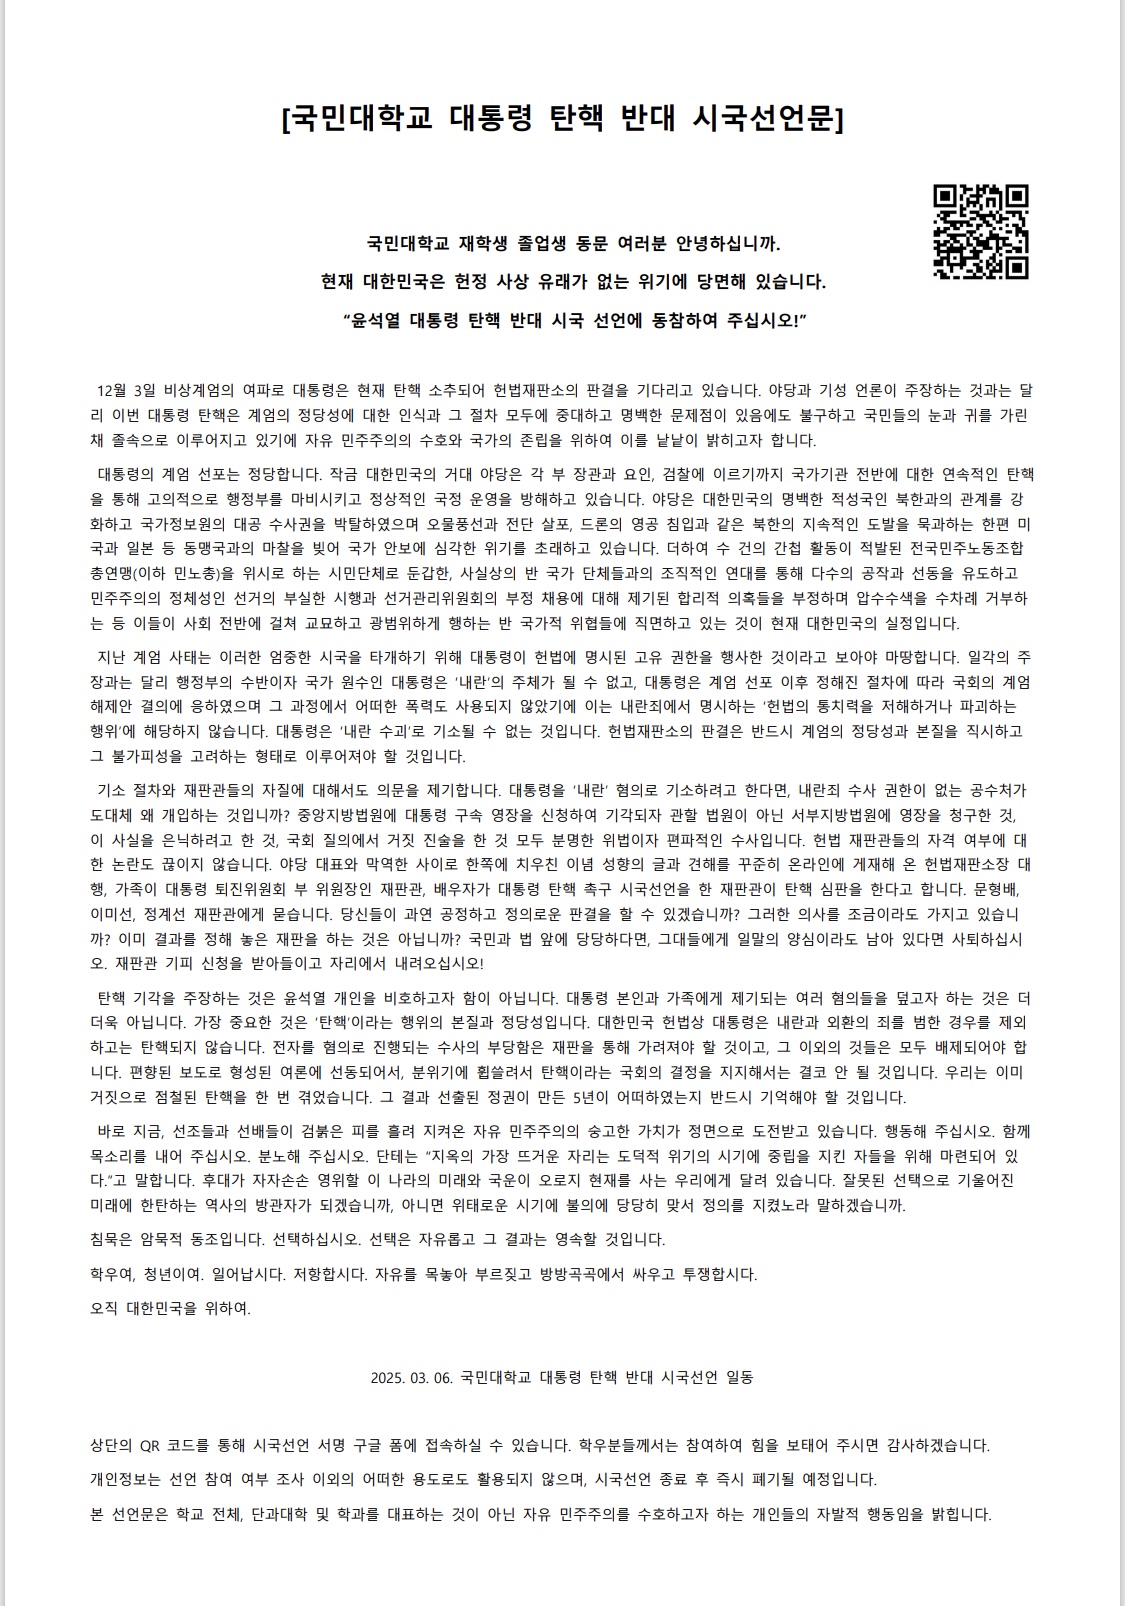 [국민대학교 대통령 탄핵 반대 시국선언문]
국민대학교 재학생 졸업생 동문 여러분 안녕하십니까.
현재 대한민국은 헌정 사상 유래가 없는 위기에 당면해 있습니다.
“윤석열 대통령 탄핵 반대 시국 선언에 동참하여 주십시오!”
12월 3일 비상계엄의 여파로 대통령은 현재 탄핵 소추되어 헌법재판소의 판결을 기다리고 있습니다. 야당과 기성 언론이 주장하는 것과는 달
리 이번 대통령 탄핵은 계엄의 정당성에 대한 인식과 그 절차 모두에 중대하고 명백한 문제점이 있음에도 불구하고 국민들의 눈과 귀를 가린
채 졸속으로 이루어지고 있기에 자유 민주주의의 수호와 국가의 존립을 위하여 이를 낱낱이 밝히고자 합니다.
대통령의 계엄 선포는 정당합니다. 작금 대한민국의 거대 야당은 각 부 장관과 요인, 검찰에 이르기까지 국가기관 전반에 대한 연속적인 탄핵
을 통해 고의적으로 행정부를 마비시키고 정상적인 국정 운영을 방해하고 있습니다. 야당은 대한민국의 명백한 적성국인 북한과의 관계를 강
화하고 국가정보원의 대공 수사권을 박탈하였으며 오물풍선과 전단 살포, 드론의 영공 침입과 같은 북한의 지속적인 도발을 묵과하는 한편 미
국과 일본 등 동맹국과의 마찰을 빚어 국가 안보에 심각한 위기를 초래하고 있습니다. 더하여 수 건의 간첩 활동이 적발된 전국민주노동조합
총연맹(이하 민노총)을 위시로 하는 시민단체로 둔갑한, 사실상의 반 국가 단체들과의 조직적인 연대를 통해 다수의 공작과 선동을 유도하고
민주주의의 정체성인 선거의 부실한 시행과 선거관리위원회의 부정 채용에 대해 제기된 합리적 의혹들을 부정하며 압수수색을 수차례 거부하
는 등 이들이 사회 전반에 걸쳐 교묘하고 광범위하게 행하는 반 국가적 위협들에 직면하고 있는 것이 현재 대한민국의 실정입니다.
지난 계엄 사태는 이러한 엄중한 시국을 타개하기 위해 대통령이 헌법에 명시된 고유 권한을 행사한 것이라고 보아야 마땅합니다. 일각의 주
장과는 달리 행정부의 수반이자 국가 원수인 대통령은 ‘내란’의 주체가 될 수 없고, 대통령은 계엄 선포 이후 정해진 절차에 따라 국회의 계엄
해제안 결의에 응하였으며 그 과정에서 어떠한 폭력도 사용되지 않았기에 이는 내란죄에서 명시하는 ‘헌법의 통치력을 저해하거나 파괴하는
행위’에 해당하지 않습니다. 대통령은 ‘내란 수괴’로 기소될 수 없는 것입니다. 헌법재판소의 판결은 반드시 계엄의 정당성과 본질을 직시하고
그 불가피성을 고려하는 형태로 이루어져야 할 것입니다.
기소 절차와 재판관들의 자질에 대해서도 의문을 제기합니다. 대통령을 ‘내란’ 혐의로 기소하려고 한다면, 내란죄 수사 권한이 없는 공수처가
도대체 왜 개입하는 것입니까? 중앙지방법원에 대통령 구속 영장을 신청하여 기각되자 관할 법원이 아닌 서부지방법원에 영장을 청구한 것,
이 사실을 은닉하려고 한 것, 국회 질의에서 거짓 진술을 한 것 모두 분명한 위법이자 편파적인 수사입니다. 헌법 재판관들의 자격 여부에 대
한 논란도 끊이지 않습니다. 야당 대표와 막역한 사이로 한쪽에 치우친 이념 성향의 글과 견해를 꾸준히 온라인에 게재해 온 헌법재판소장 대
행, 가족이 대통령 퇴진위원회 부 위원장인 재판관, 배우자가 대통령 탄핵 촉구 시국선언을 한 재판관이 탄핵 심판을 한다고 합니다. 문형배,
이미선, 정계선 재판관에게 묻습니다. 당신들이 과연 공정하고 정의로운 판결을 할 수 있겠습니까? 그러한 의사를 조금이라도 가지고 있습니
까? 이미 결과를 정해 놓은 재판을 하는 것은 아닙니까? 국민과 법 앞에 당당하다면, 그대들에게 일말의 양심이라도 남아 있다면 사퇴하십시
오. 재판관 기피 신청을 받아들이고 자리에서 내려오십시오!
탄핵 기각을 주장하는 것은 윤석열 개인을 비호하고자 함이 아닙니다. 대통령 본인과 가족에게 제기되는 여러 혐의들을 덮고자 하는 것은 더
더욱 아닙니다. 가장 중요한 것은 ‘탄핵’이라는 행위의 본질과 정당성입니다. 대한민국 헌법상 대통령은 내란과 외환의 죄를 범한 경우를 제외
하고는 탄핵되지 않습니다. 전자를 혐의로 진행되는 수사의 부당함은 재판을 통해 가려져야 할 것이고, 그 이외의 것들은 모두 배제되어야 합
니다. 편향된 보도로 형성된 여론에 선동되어서, 분위기에 휩쓸려서 탄핵이라는 국회의 결정을 지지해서는 결코 안 될 것입니다. 우리는 이미
거짓으로 점철된 탄핵을 한 번 겪었습니다. 그 결과 선출된 정권이 만든 5년이 어떠하였는지 반드시 기억해야 할 것입니다.
바로 지금, 선조들과 선배들이 검붉은 피를 흘려 지켜온 자유 민주주의의 숭고한 가치가 정면으로 도전받고 있습니다. 행동해 주십시오. 함께
목소리를 내어 주십시오. 분노해 주십시오. 단테는 “지옥의 가장 뜨거운 자리는 도덕적 위기의 시기에 중립을 지킨 자들을 위해 마련되어 있
다.”고 말합니다. 후대가 자자손손 영위할 이 나라의 미래와 국운이 오로지 현재를 사는 우리에게 달려 있습니다. 잘못된 선택으로 기울어진
미래에 한탄하는 역사의 방관자가 되겠습니까, 아니면 위태로운 시기에 불의에 당당히 맞서 정의를 지켰노라 말하겠습니까.
침묵은 암묵적 동조입니다. 선택하십시오. 선택은 자유롭고 그 결과는 영속할 것입니다.
학우여, 청년이여. 일어납시다. 저항합시다. 자유를 목놓아 부르짖고 방방곡곡에서 싸우고 투쟁합시다.
오직 대한민국을 위하여.
2025. 03. 06. 국민대학교 대통령 탄핵 반대 시국선언 일동
상단의 QR 코드를 통해 시국선언 서명 구글 폼에 접속하실 수 있습니다. 학우분들께서는 참여하여 힘을 보태어 주시면 감사하겠습니다.
개인정보는 선언 참여 여부 조사 이외의 어떠한 용도로도 활용되지 않으며, 시국선언 종료 후 즉시 폐기될 예정입니다.
본 선언문은 학교 전체, 단과대학 및 학과를 대표하는 것이 아닌 자유 민주주의를 수호하고자 하는 개인들의 자발적 행동임을 밝힙니다.